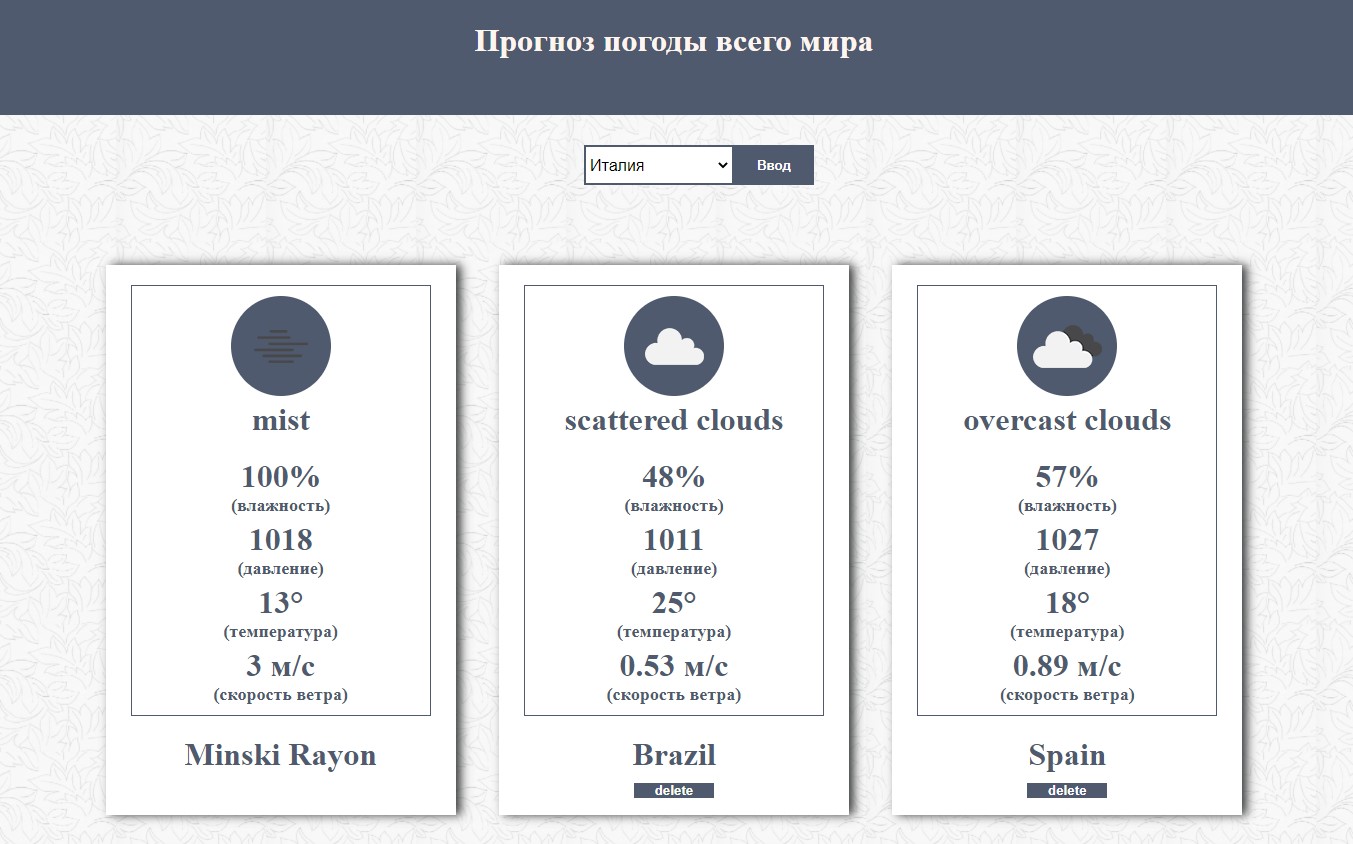 Прогноз погоды всего мира
Италия
Ввод
mist
100%
(влажность)
1018
(давление)
13°
(температура)
3 м/с
(скорость ветра)
Minski Rayon
scattered clouds
48%
(влажность)
1011
(давление)
25°
(температура)
0.53 м/с
(скорость ветра)
Brazil
delete
overcast clouds
57%
(влажность)
1027
(давление)
18°
(температура)
0.89 м/с
(скорость ветра)
Spain
delete